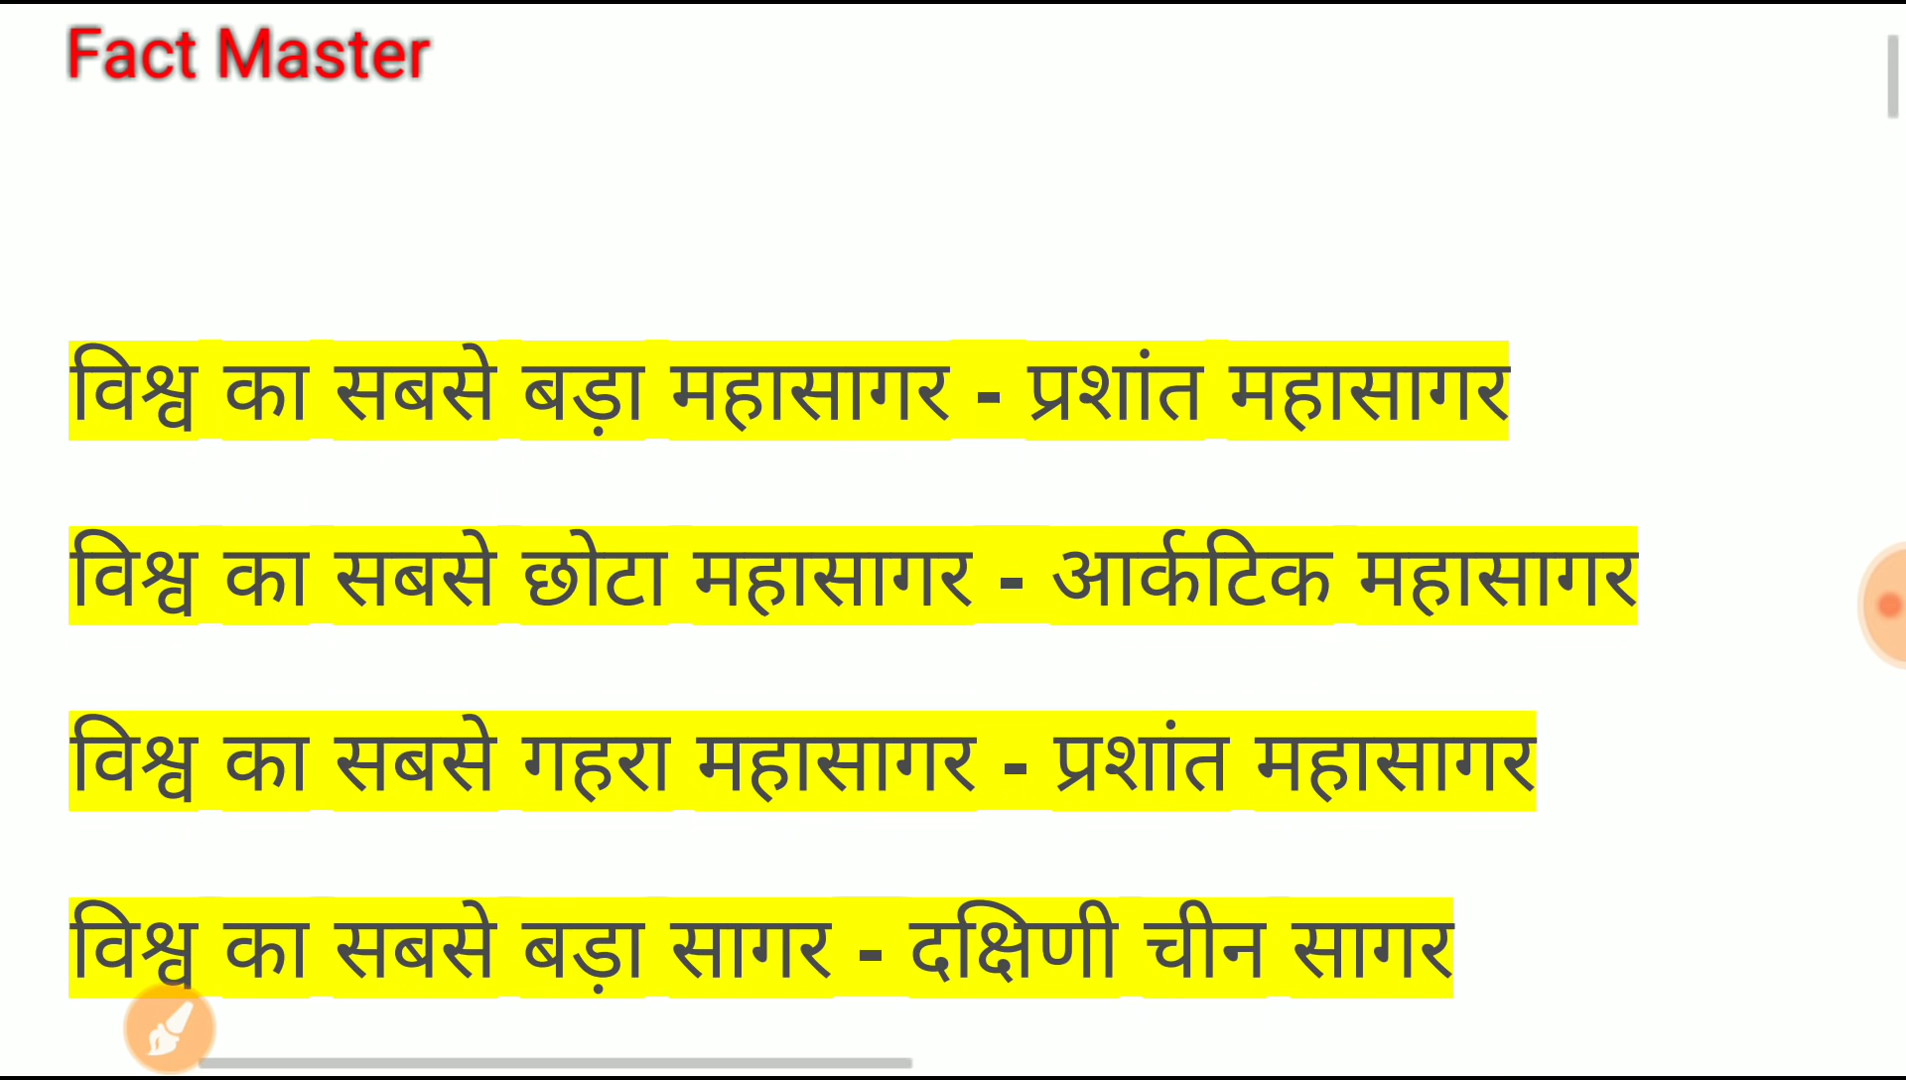 Fact Master
विश्व का सबसे बड़ा महासागर - प्रशांत महासागर
विश्व का सबसे छोटा महासागर - आर्कटिक महासागर
विश्व का सबसे गहरा महासागर - प्रशांत महासागर
विश्व का सबसे बड़ा सागर - दक्षिणी चीन सागर